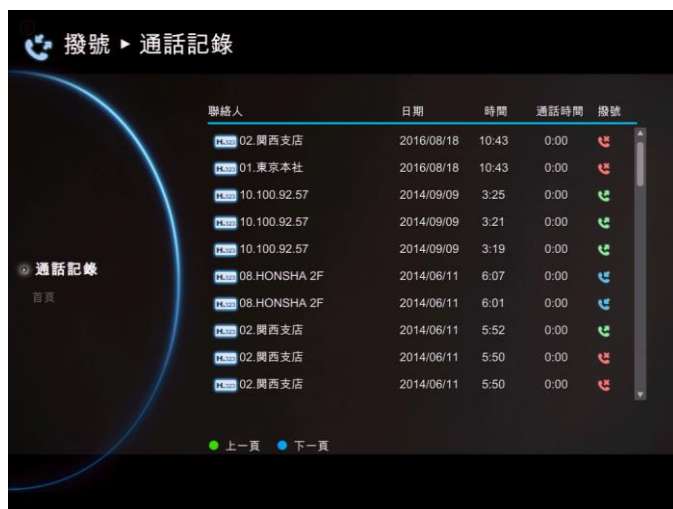 撥號 ▸ 通話記錄
聯絡人 日期 時間 通話時間 撥號
H.323 02.関西支店 2016/08/18 10:43 0:00
H.323 01.東京本社 2016/08/18 10:43 0:00
H.323 10.100.92.57 2014/09/09 3:25 0:00
H.323 10.100.92.57 2014/09/09 3:21 0:00
H.323 10.100.92.57 2014/09/09 3:19 0:00
通話記錄
H.323 08.HONSHA 2F 2014/06/11 6:07 0:00
首頁
H.323 08.HONSHA 2F 2014/06/11 6:01 0:00
H.323 02.関西支店 2014/06/11 5:52 0:00
H.323 02.関西支店 2014/06/11 5:50 0:00
H.323 02.関西支店 2014/06/11 5:50 0:00
上一頁 下一頁